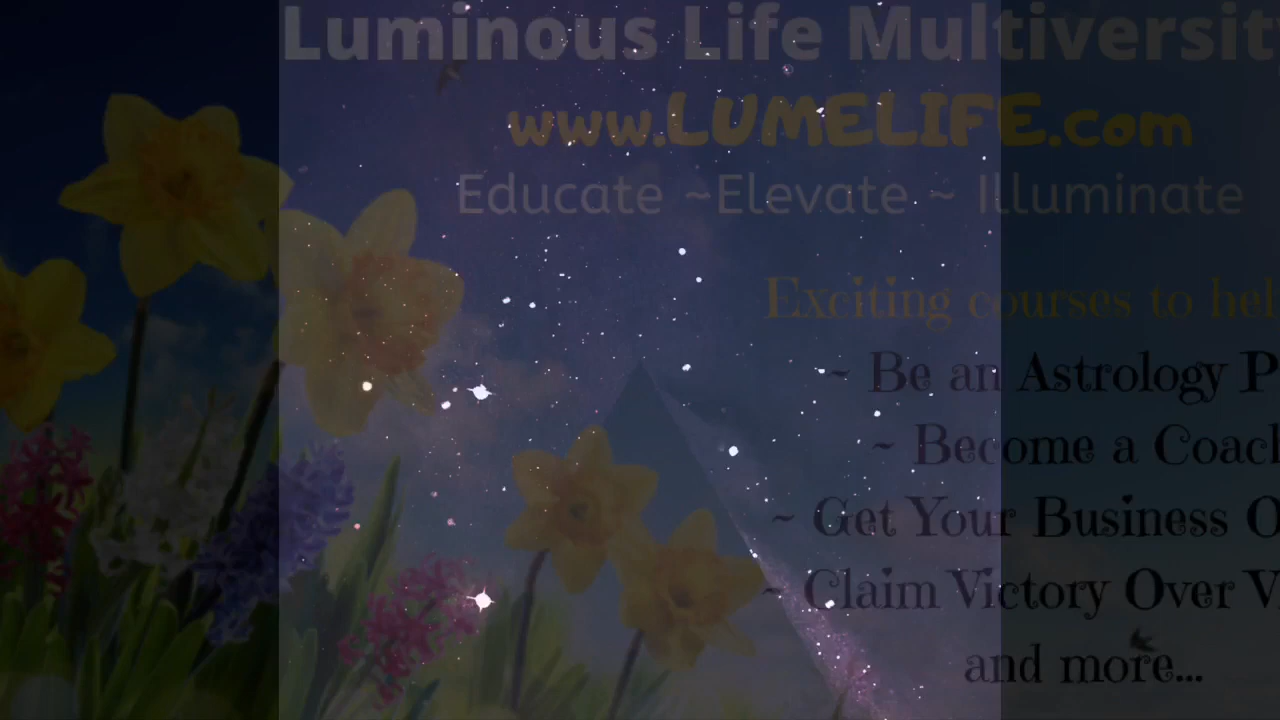 Luminous Life Multiversit
www.LUMELIFE.com
Educate ~Elevate ~ Illuminate
Exciting courses to hel
~ Be an Astrology P
~ Become a Coach
~ Get Your Business O
~ Claim Victory Over V
and more...